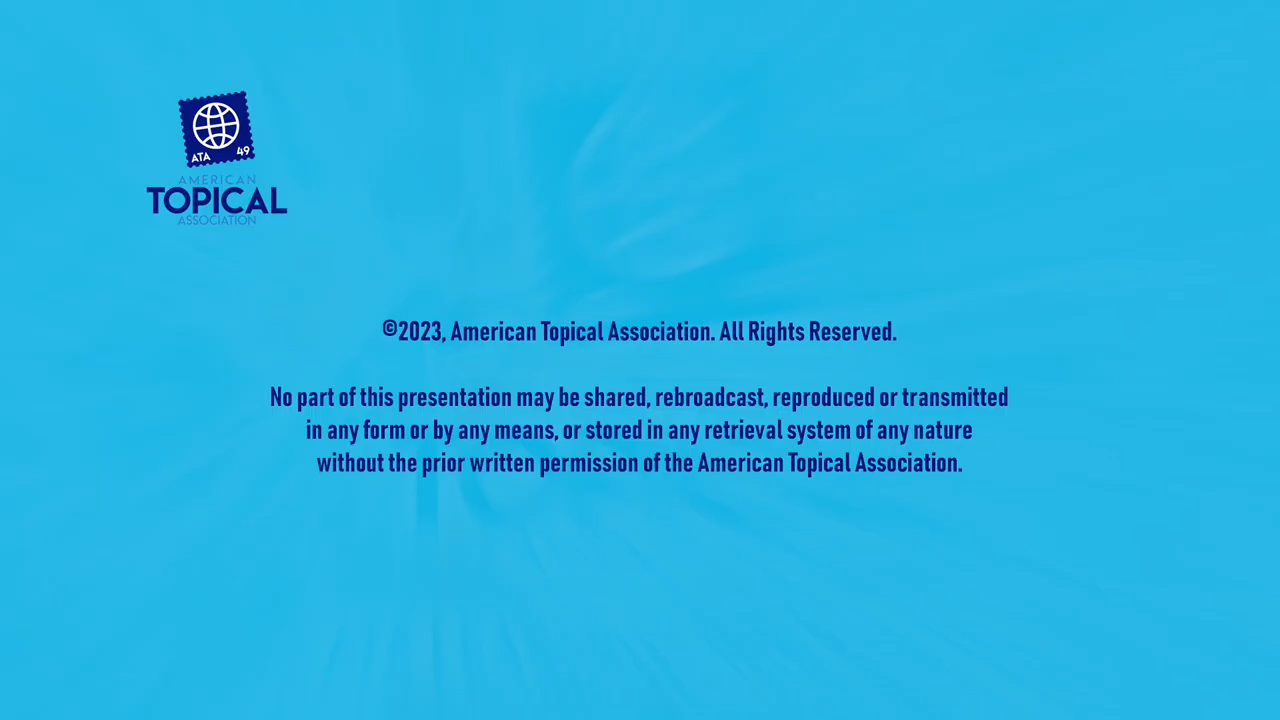 ATA 49
AMERICAN
TOPICAL
ASSOCIATION
©2023, American Topical Association. All Rights Reserved.
No part of this presentation may be shared, rebroadcast, reproduced or transmitted
in any form or by any means, or stored in any retrieval system of any nature
without the prior written permission of the American Topical Association.